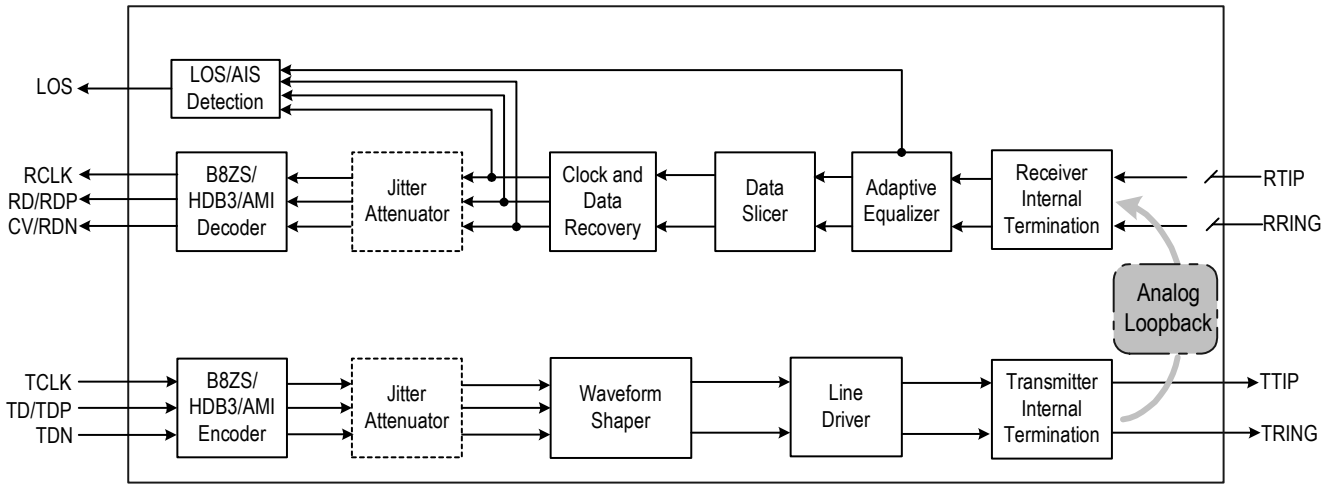 LOS
LOS/AIS
Detection
RCLK
RD/RDP
CV/RDN
B8ZS/
HDB3/AMI
Decoder
Jitter
Attenuator
Clock and
Data
Recovery
Data
Slicer
Adaptive
Equalizer
Receiver
Internal
Termination
RTIP
RRING
Analog
Loopback
TCLK
TD/TDP
TDN
B8ZS/
HDB3/AMI
Encoder
Jitter
Attenuator
Waveform
Shaper
Line
Driver
Transmitter
Internal
Termination
TTIP
TRING